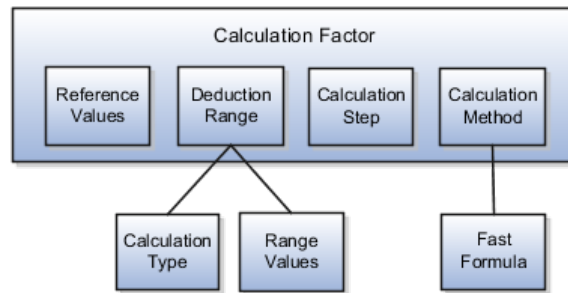 Calculation Factor
Reference
Values
Deduction
Range
Calculation
Step
Calculation
Method
Calculation
Type
Range
Values
Fast
Formula